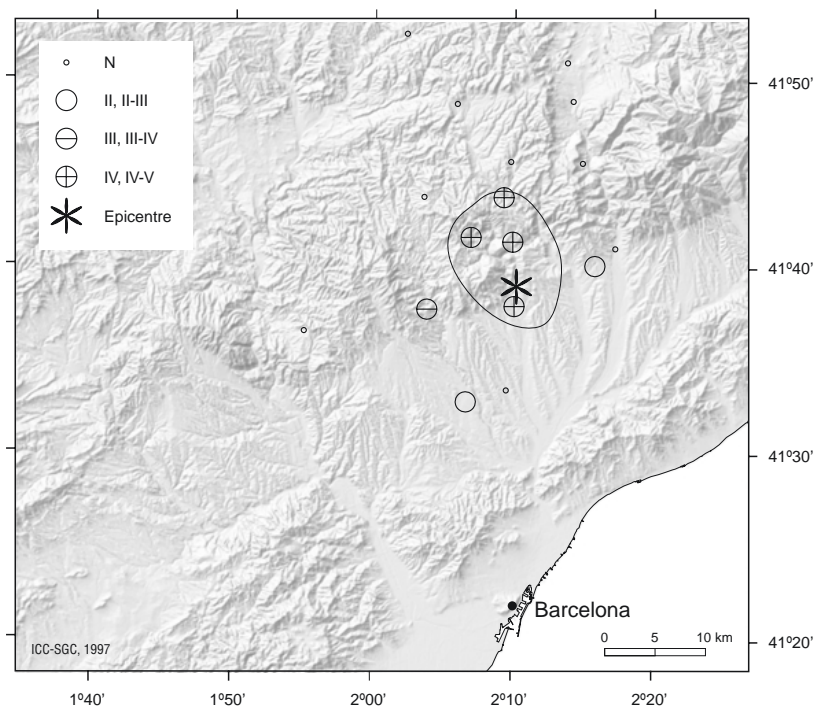 N
II, II-III
III, III-IV
IV, IV-V
Epicentre
41º50'
41º40'
41º30'
Barcelona
0 5 10 km
ICC-SGC, 1997
41º20'
1º40' 1º50' 2º00' 2º10' 2º20'